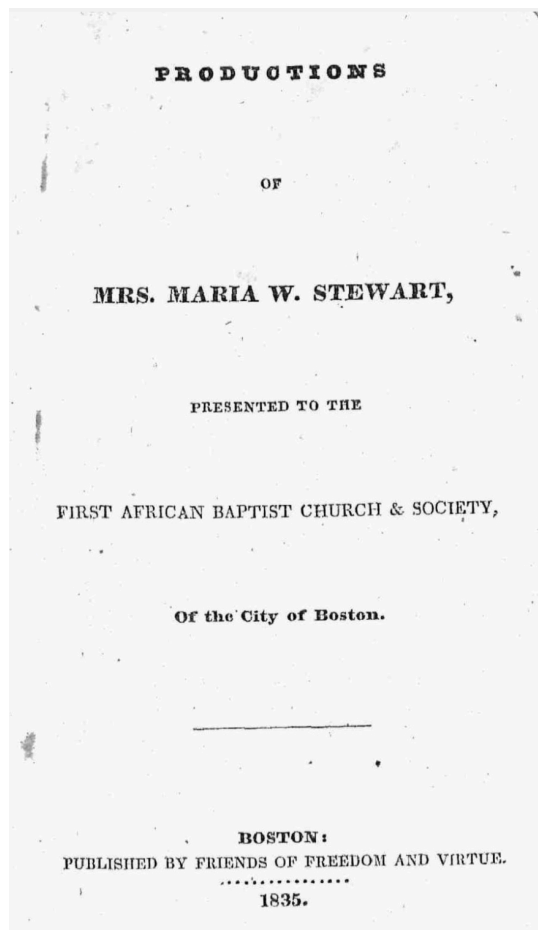 PRODUCTIONS
OF
MRS. MARIA W. STEWART,
PRESENTED TO THE
FIRST AFRICAN BAPTIST CHURCH & SOCIETY,
Of the City of Boston.
BOSTON:
PUBLISHED BY FRIENDS OF FREEDOM AND VIRTUE.
1835.